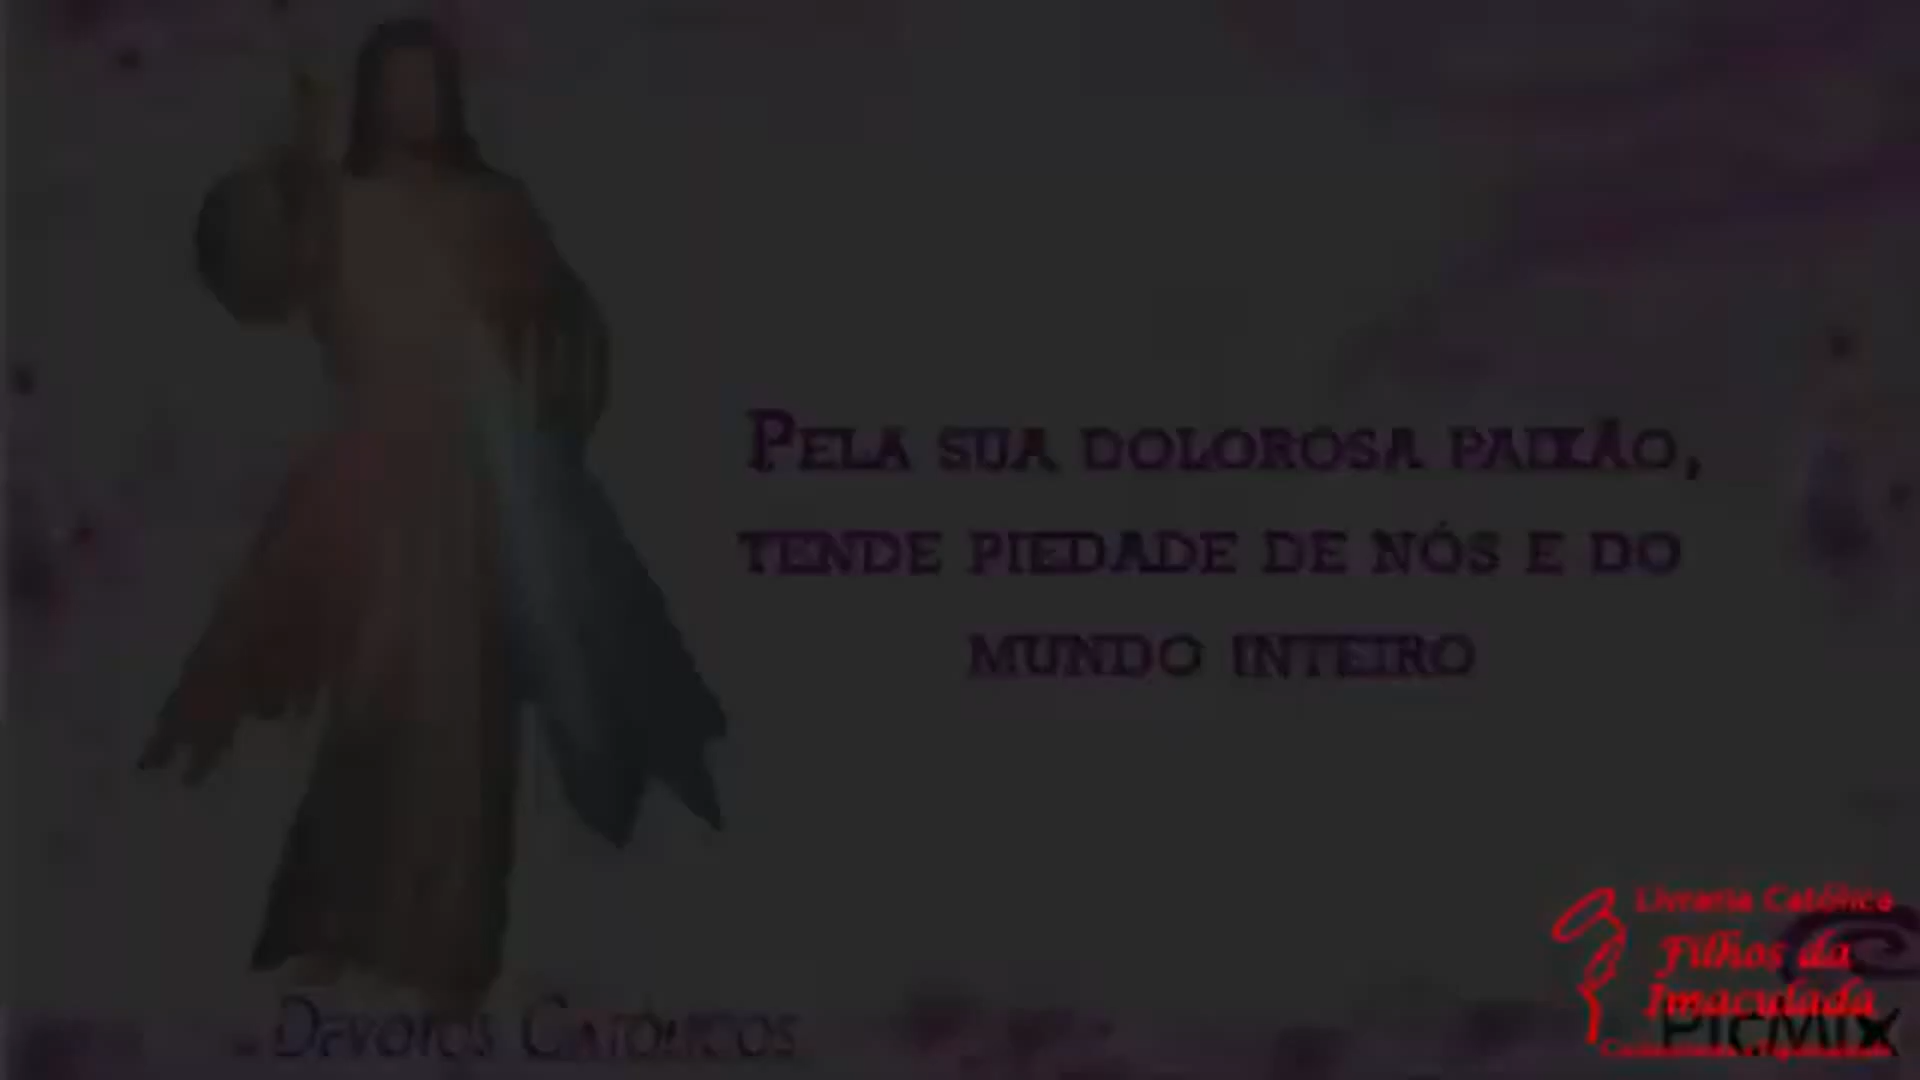 Pela sua dolorosa paixão,
tende piedade de nós e do
mundo inteiro
Devotos Católicos
Livraria Católica
Filhos da
Imaculada
PicMix